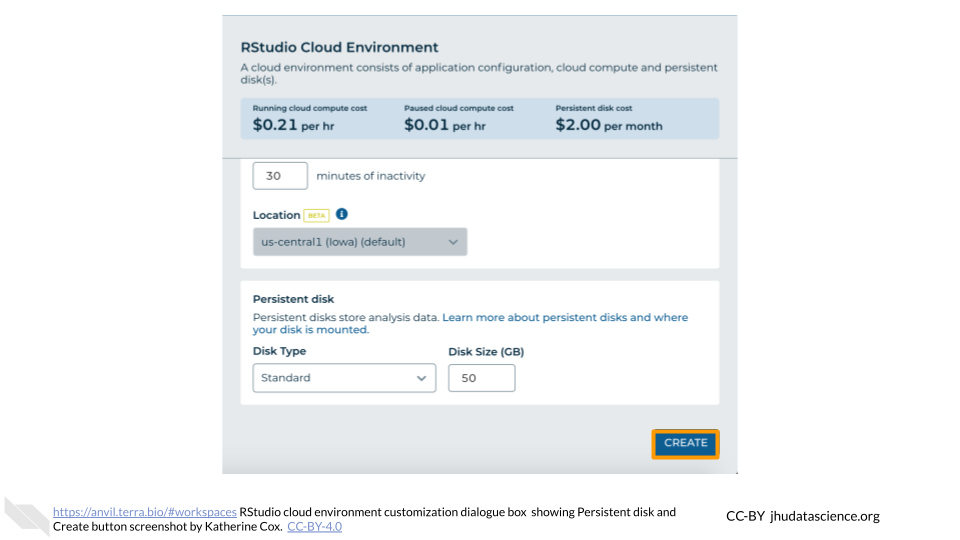 RStudio Cloud Environment
A cloud environment consists of application configuration, cloud compute and persistent
disk(s).
Running cloud compute cost
$0.21 per hr
Paused cloud compute cost
$0.01 per hr
Persistent disk cost
$2.00 per month
30 minutes of inactivity
Location BETA i
us-central1 (Iowa) (default)
Persistent disk
Persistent disks store analysis data. Learn more about persistent disks and where
your disk is mounted.
Disk Type
Standard
Disk Size (GB)
50
CREATE
https://anvil.terra.bio/#workspaces RStudio cloud environment customization dialogue box showing Persistent disk and
Create button screenshot by Katherine Cox. CC-BY-4.0
CC-BY jhudatascience.org